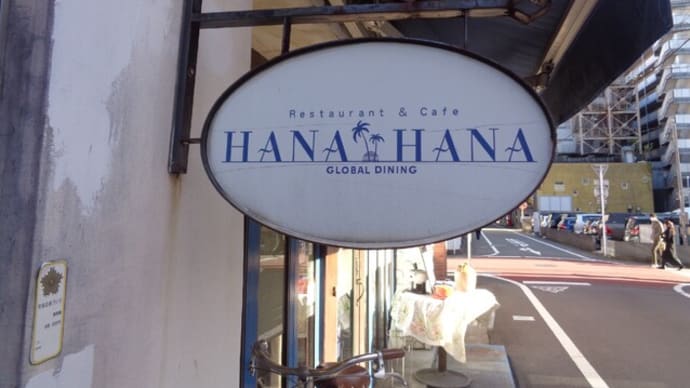 Restaurant & Cafe
HANA HANA
GLOBAL DINING